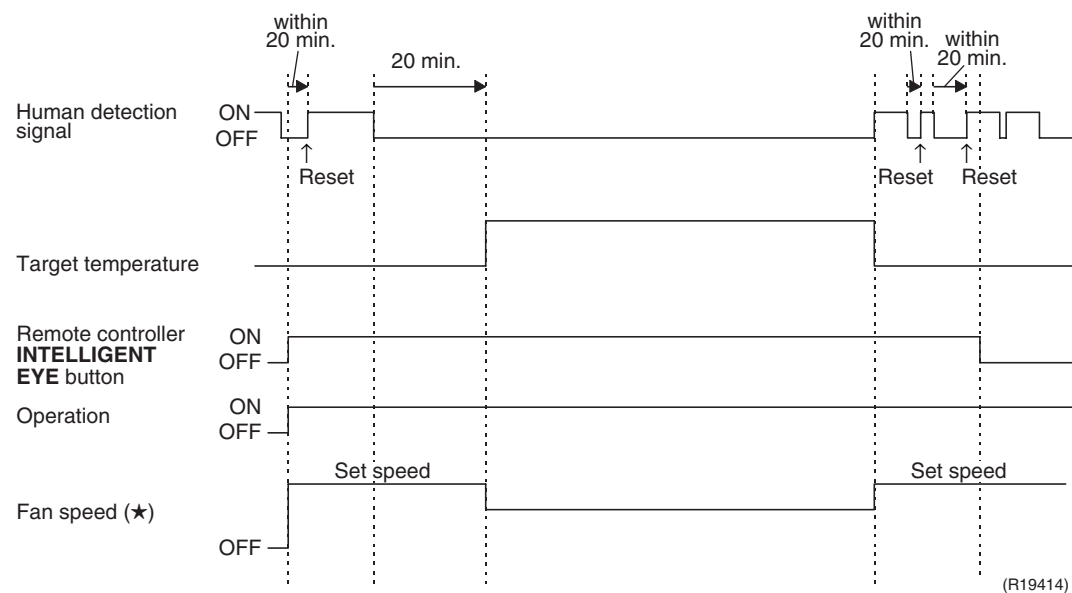 within
20 min.
20 min.
within
20 min.
within
20 min.
Human detection
signal
ON
OFF
Reset
Reset
Reset
Target temperature
Remote controller
INTELLIGENT
EYE button
ON
OFF
Operation
ON
OFF
Set speed
Set speed
Fan speed (★)
OFF
(R19414)